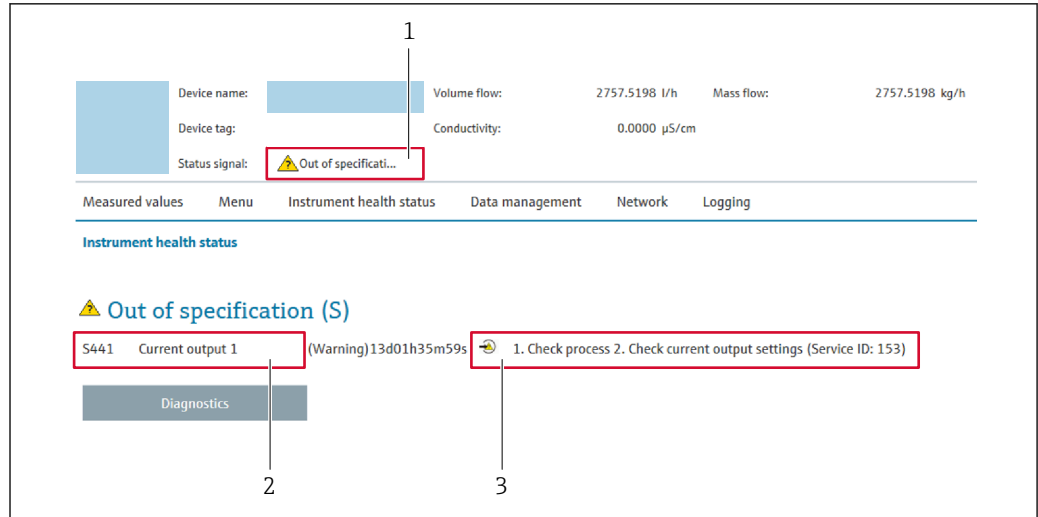 1
Device name: Volume flow: 2757.5198 l/h Mass flow: 2757.5198 kg/h
Device tag: Conductivity: 0.0000 µS/cm
Status signal: Out of specificati...
Measured values Menu Instrument health status Data management Network Logging
Instrument health status
Out of specification (S)
S441 Current output 1 (Warning)13d01h35m59s 1. Check process 2. Check current output settings (Service ID: 153)
Diagnostics
2 3